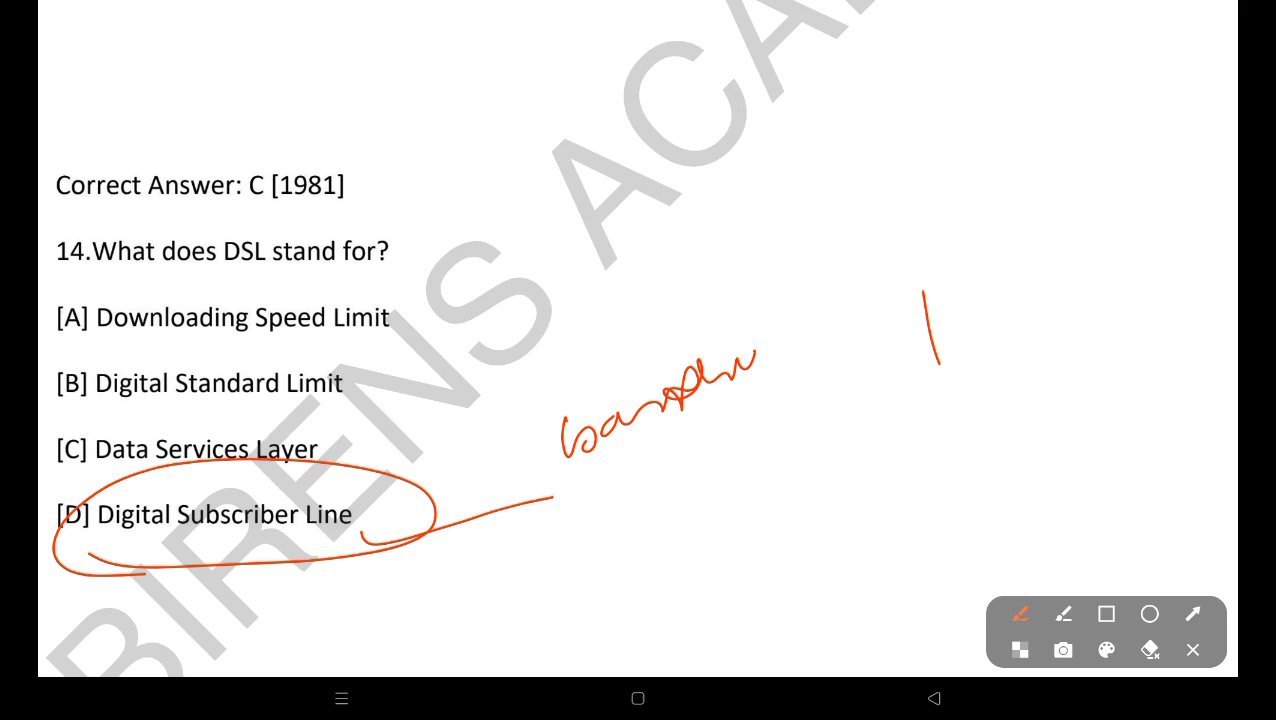 Correct Answer: C [1981]
14.What does DSL stand for?
[A] Downloading Speed Limit
[B] Digital Standard Limit
[C] Data Services Layer
[D] Digital Subscriber Line
BIRENS ACA